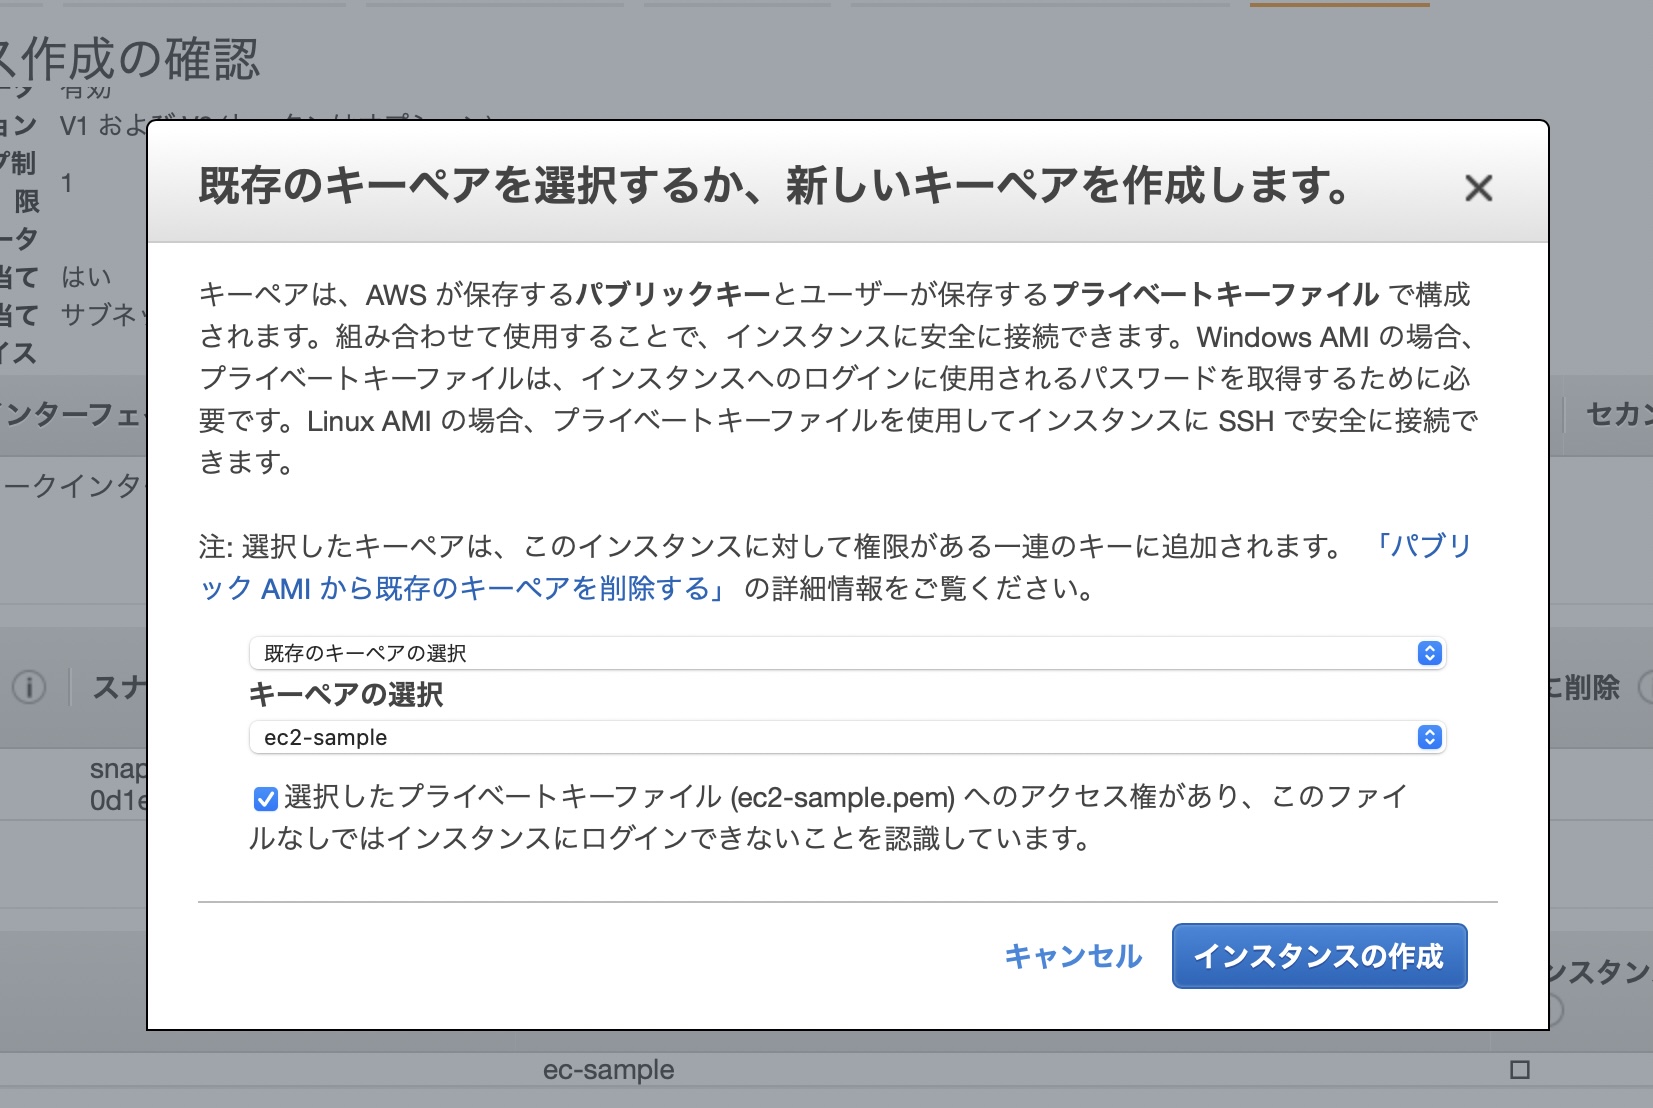 ス作成の確認
有効
ョン V1 および
プ制
限
1
ータ
当て はい
当て サブネッ
イス
ンターフェ
セカン
ークインタ
既存のキーペアを選択するか、新しいキーペアを作成します。
キーペアは、AWS が保存するパブリックキーとユーザーが保存するプライベートキーファイル で構成
されます。組み合わせて使用することで、インスタンスに安全に接続できます。Windows AMI の場合、
プライベートキーファイルは、インスタンスへのログインに使用されるパスワードを取得するために必
要です。Linux AMI の場合、プライベートキーファイルを使用してインスタンスに SSH で安全に接続で
きます。
注: 選択したキーペアは、このインスタンスに対して権限がある一連のキーに追加されます。 「パブリ
ック AMI から既存のキーペアを削除する」 の詳細情報をご覧ください。
既存のキーペアの選択
キーペアの選択
ec2-sample
選択したプライベートキーファイル (ec2-sample.pem) へのアクセス権があり、このファイ
ルなしではインスタンスにログインできないことを認識しています。
キャンセル インスタンスの作成
スナ
に削除
snap
0d1e
ンスタン
ec-sample